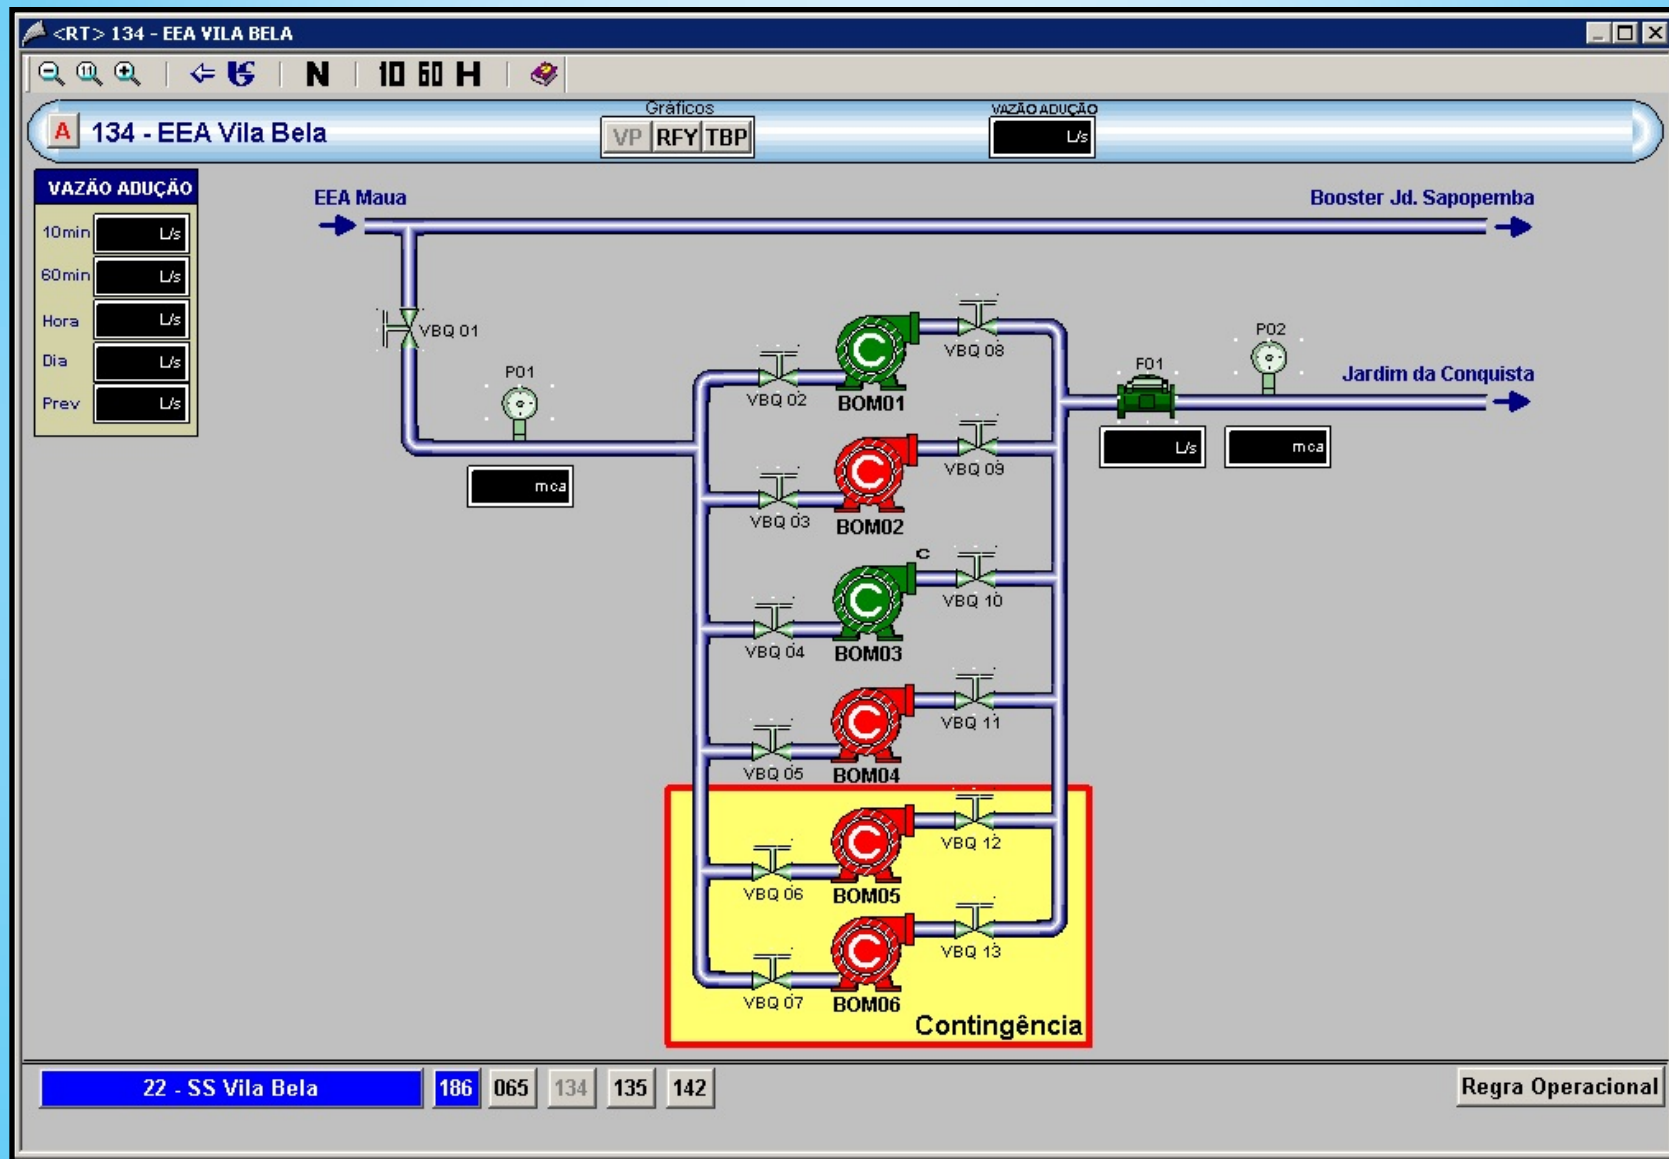 <RT> 134 - EEA VILA BELA
N 10 60 H
Gráficos
VAZÃO ADUÇÃO
A 134 - EEA Vila Bela
VP RFY TBP
L/s
VAZÃO ADUÇÃO
10min L/s
60min L/s
Hora L/s
Dia L/s
Prev L/s
EEA Maua
Booster Jd. Sapopemba
VBQ 01
P01
mca
VBQ 02
C
BOM01
VBQ 08
VBQ 03
C
BOM02
VBQ 09
C
VBQ 04
C
BOM03
VBQ 10
VBQ 05
C
BOM04
VBQ 11
VBQ 06
C
BOM05
VBQ 12
VBQ 07
C
BOM06
VBQ 13
Contingência
F01
L/s
P02
mca
Jardim da Conquista
22 - SS Vila Bela 186 065 134 135 142 Regra Operacional